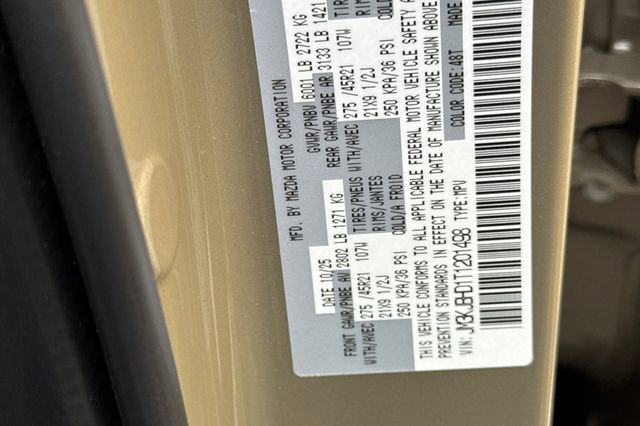 MFD. BY MAZDA MOTOR CORPORATION
DATE 10/25 GVWR/PNBV 6001 LB 2722 KG
FRONT GAWR/PNBE AV 2802 LB 1271 KG REAR GAWR/PNBE AR 3133 LB 1421
WITH/AVEC TIRES/PNEUS WITH/AVEC TIRES
275 /45R21 107W RIMS/JANTES 275 /45R21 107W RIMS
21X9 1/2J COLD/A FROID 21X9 1/2J COLD
250 KPA/36 PSI 250 KPA/36 PSI
THIS VEHICLE CONFORMS TO ALL APPLICABLE FEDERAL MOTOR VEHICLE SAFETY
PREVENTION STANDARDS IN EFFECT ON THE DATE OF MANUFACTURE SHOWN ABOVE
VIN: JM3KJBHD1T1201498 TYPE: MPV COLOR CODE: 48T MADE